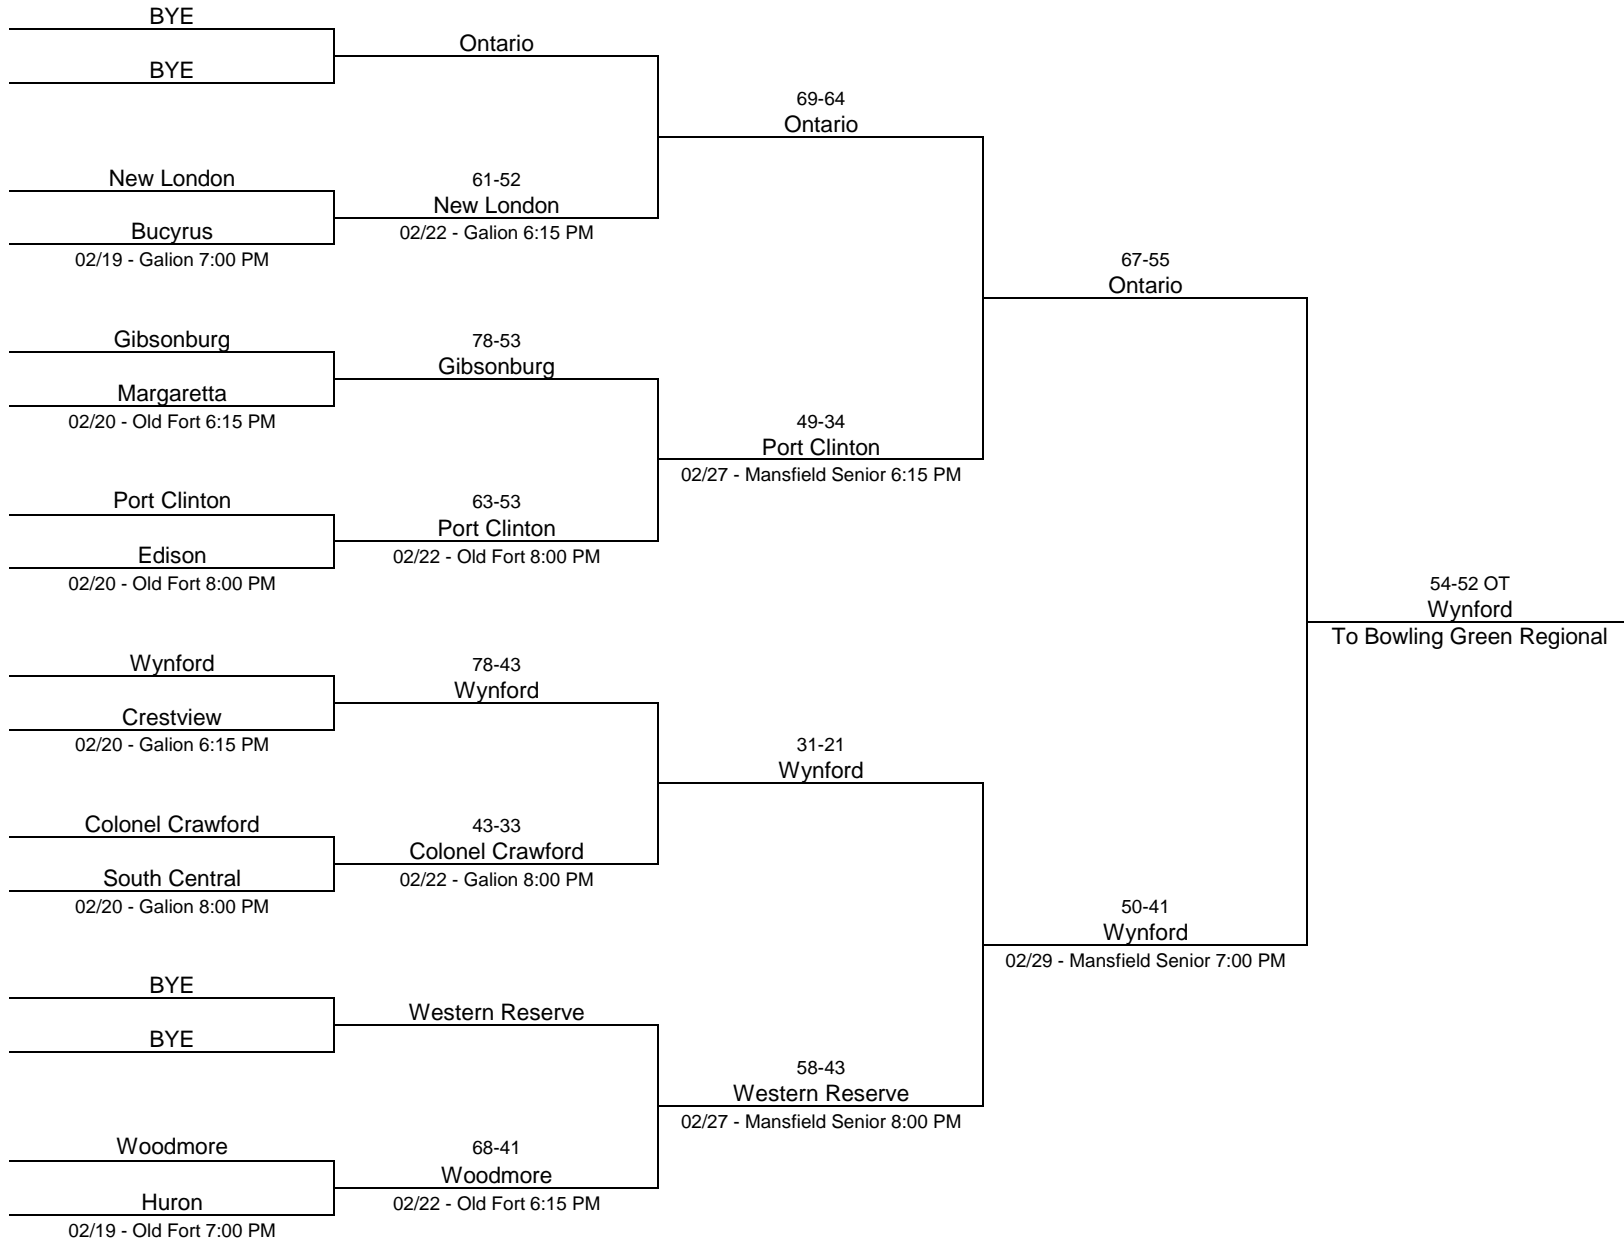 BYE
BYE
New London
Bucyrus
02/19 - Galion 7:00 PM
Gibsonburg
Margaretta
02/20 - Old Fort 6:15 PM
Port Clinton
Edison
02/20 - Old Fort 8:00 PM
Wynford
Crestview
02/20 - Galion 6:15 PM
Colonel Crawford
South Central
02/20 - Galion 8:00 PM
BYE
BYE
Woodmore
Huron
02/19 - Old Fort 7:00 PM
Ontario
61-52
New London
02/22 - Galion 6:15 PM
78-53
Gibsonburg
63-53
Port Clinton
02/22 - Old Fort 8:00 PM
78-43
Wynford
43-33
Colonel Crawford
02/22 - Galion 8:00 PM
Western Reserve
68-41
Woodmore
02/22 - Old Fort 6:15 PM
69-64
Ontario
49-34
Port Clinton
02/27 - Mansfield Senior 6:15 PM
31-21
Wynford
58-43
Western Reserve
02/27 - Mansfield Senior 8:00 PM
67-55
Ontario
50-41
Wynford
02/29 - Mansfield Senior 7:00 PM
54-52 OT
Wynford
To Bowling Green Regional